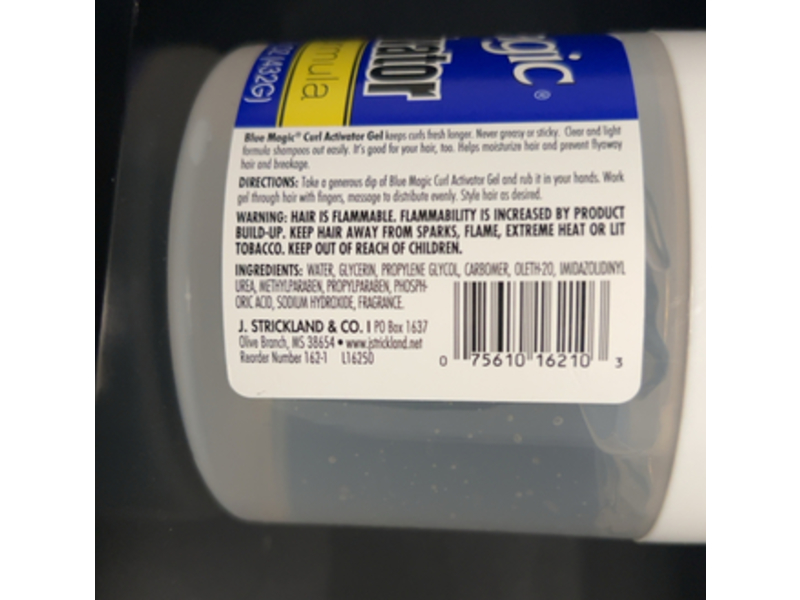 agic®
rator
rmula
OZ (432G)
Blue Magic® Curl Activator Gel keeps curls fresh longer. Never greasy or sticky. Clear and light
formula shampoos out easily. It's good for your hair, too. Helps moisturize hair and prevent flyaway
hair and breakage.
DIRECTIONS: Take a generous dip of Blue Magic Curl Activator Gel and rub it in your hands. Work
gel through hair with fingers, massage to distribute evenly. Style hair as desired.
WARNING: HAIR IS FLAMMABLE. FLAMMABILITY IS INCREASED BY PRODUCT
BUILD-UP. KEEP HAIR AWAY FROM SPARKS, FLAME, EXTREME HEAT OR LIT
TOBACCO. KEEP OUT OF REACH OF CHILDREN.
INGREDIENTS: WATER, GLYCERIN, PROPYLENE GLYCOL, CARBOMER, OLETH-20, IMIDAZOLIDINYL
UREA, METHYLPARABEN, PROPYLPARABEN, PHOSPH-
ORIC ACID, SODIUM HYDROXIDE, FRAGRANCE.
J. STRICKLAND & CO. | PO Box 1637
Olive Branch, MS 38654 • www.jstrickland.net
Reorder Number 162-1 L1625D
0 75610 16210 3